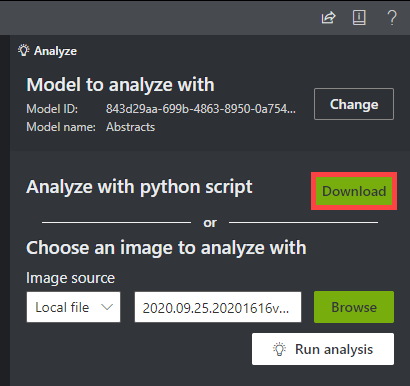 Analyze
Model to analyze with
Model ID: 843d29aa-699b-4863-8950-0a754...
Model name: Abstracts
Change
Analyze with python script
Download
or
Choose an image to analyze with
Image source
Local file
2020.09.25.20201616v...
Browse
Run analysis